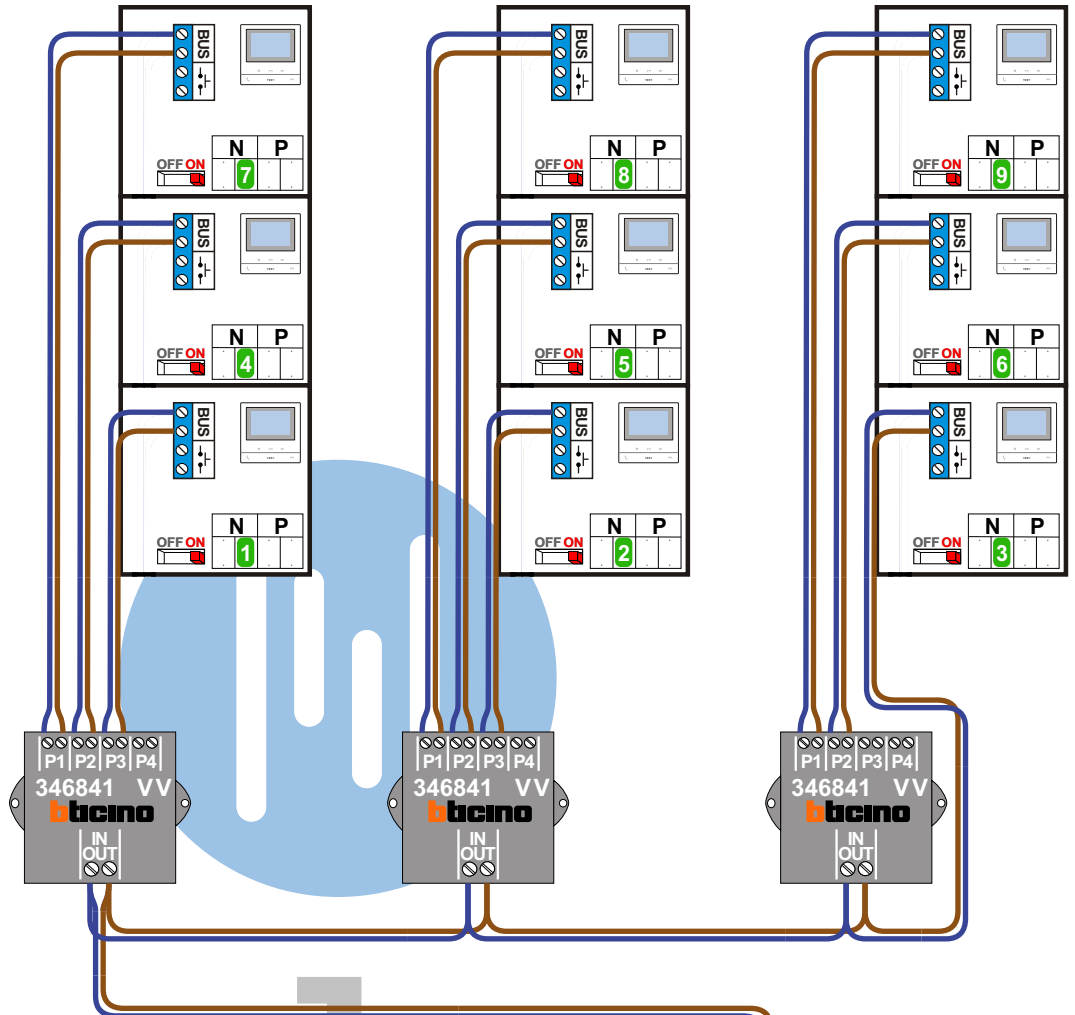 BUS BUS BUS
N P N P N P
OFF ON 7 OFF ON 8 OFF ON 9
BUS BUS BUS
N P N P N P
OFF ON 4 OFF ON 5 OFF ON 6
BUS BUS BUS
N P N P N P
OFF ON 1 OFF ON 2 OFF ON 3
P1 P2 P3 P4 P1 P2 P3 P4 P1 P2 P3 P4
346841 VV 346841 VV 346841 VV
bticino bticino bticino
IN IN IN
OUT OUT OUT